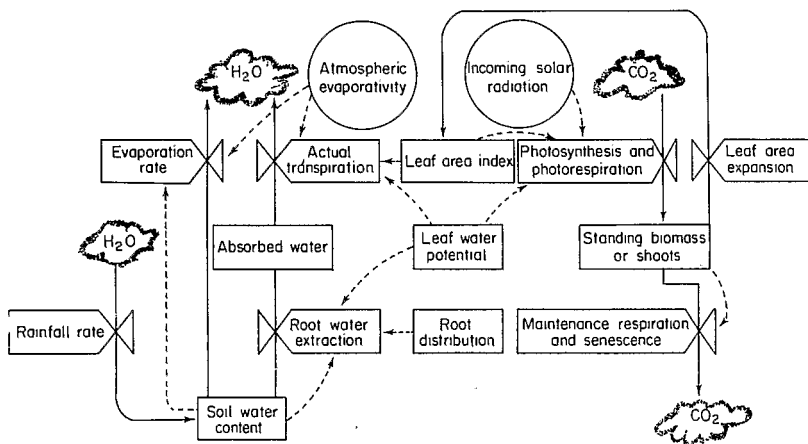 H₂O
Atmospheric
evaporativity
Incoming solar
radiation
CO₂
Evaporation
rate
Actual
transpiration
Leaf area index
Photosynthesis and
photorespiration
Leaf area
expansion
H₂O
Absorbed water
Leaf water
potential
Standing biomass
or shoots
Rainfall rate
Root water
extraction
Root
distribution
Maintenance respiration
and senescence
Soil water
content
CO₂